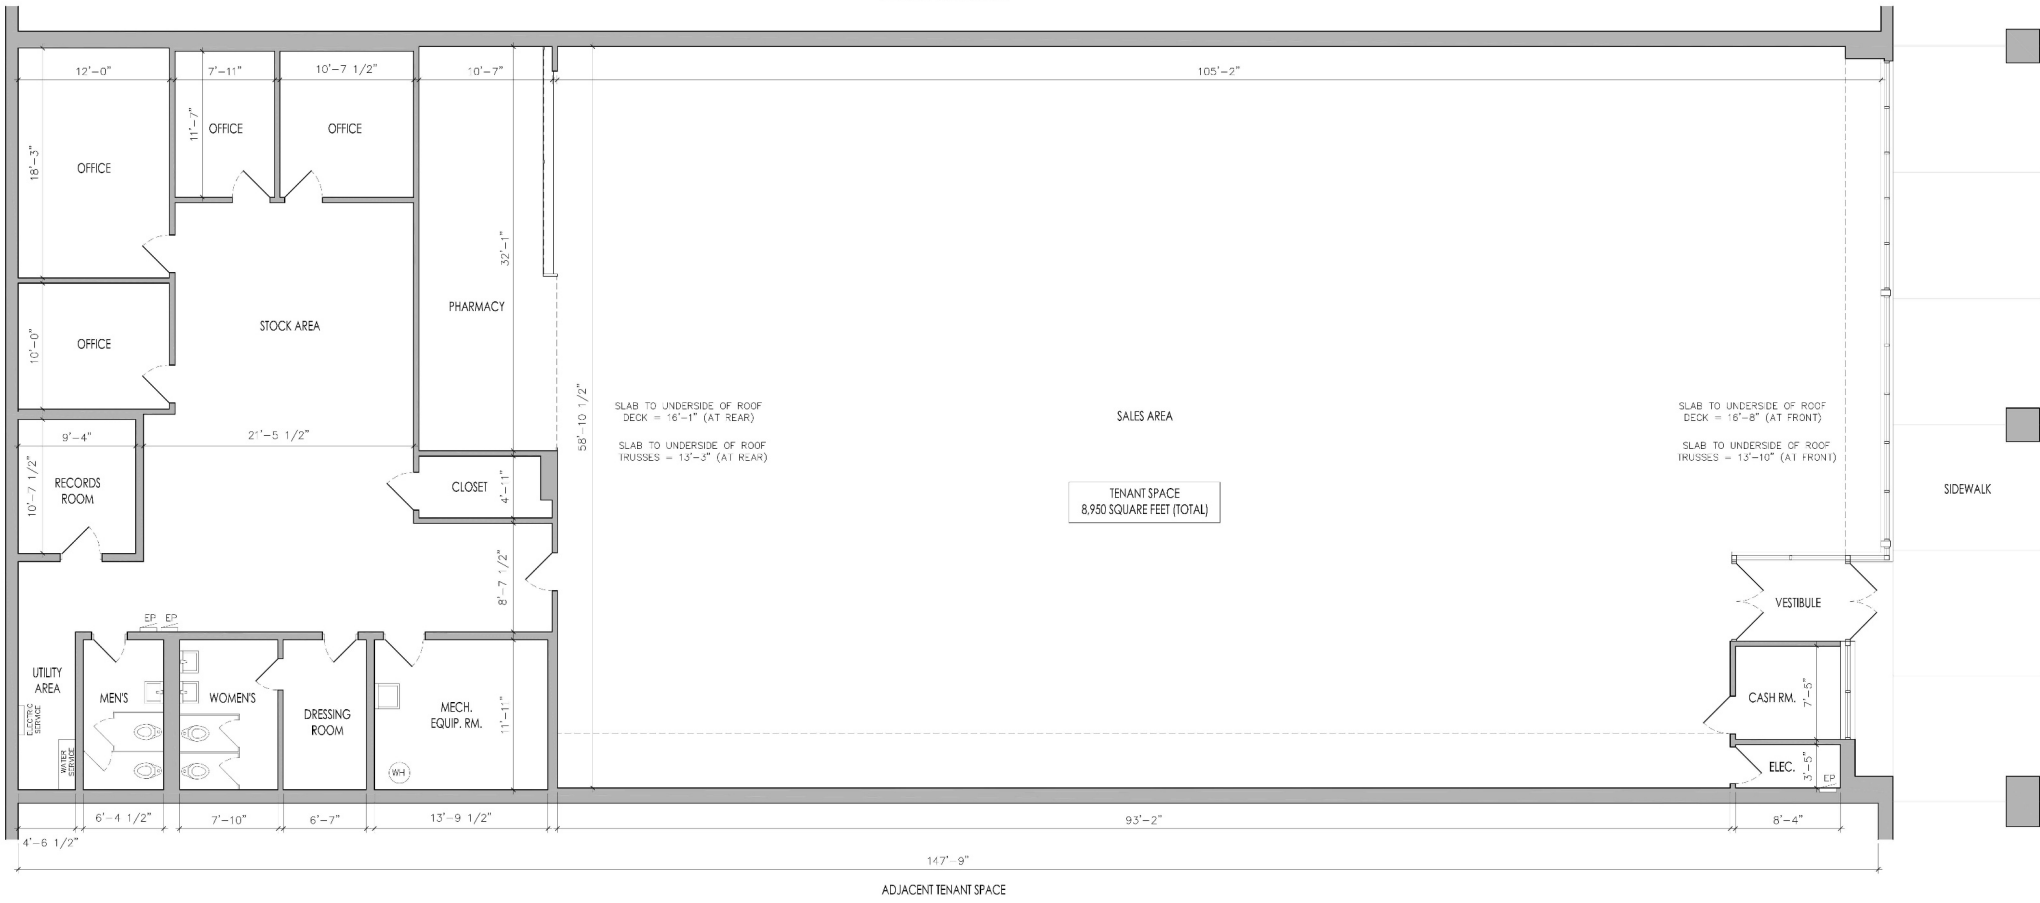 12'-0"
7'-11"
10'-7 1/2"
10'-7"
105'-2"
11'-7"
OFFICE
OFFICE
18'-3"
OFFICE
32'-1"
PHARMACY
STOCK AREA
10'-0"
OFFICE
58'-10 1/2"
SLAB TO UNDERSIDE OF ROOF
DECK = 16'-1" (AT REAR)
SLAB TO UNDERSIDE OF ROOF
TRUSSES = 13'-3" (AT REAR)
SALES AREA
SLAB TO UNDERSIDE OF ROOF
DECK = 16'-8" (AT FRONT)
SLAB TO UNDERSIDE OF ROOF
TRUSSES = 13'-10" (AT FRONT)
9'-4"
21'-5 1/2"
10'-7 1/2"
RECORDS
ROOM
CLOSET
4'-11"
TENANT SPACE
8,950 SQUARE FEET (TOTAL)
SIDEWALK
8'-7 1/2"
EP
EP
VESTIBULE
UTILITY
AREA
MEN'S
WOMEN'S
DRESSING
ROOM
MECH.
EQUIP. RM.
11'-11"
CASH RM.
7'-5"
ELECTRIC
SERVICE
WATER
SERVICE
WH
ELEC.
3'-5"
EP
6'-4 1/2"
7'-10"
6'-7"
13'-9 1/2"
93'-2"
8'-4"
4'-6 1/2"
147'-9"
ADJACENT TENANT SPACE